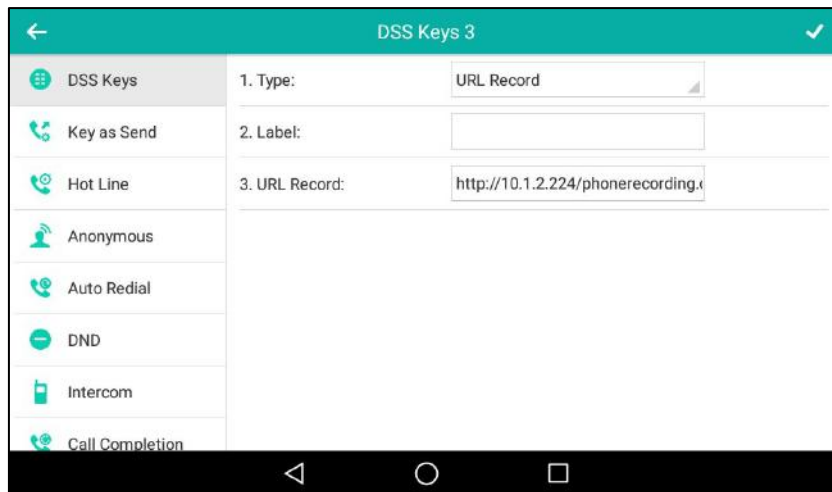 DSS Keys 3
DSS Keys
1. Type:
URL Record
Key as Send
2. Label:
Hot Line
3. URL Record:
http://10.1.2.224/phonerecording.
Anonymous
Auto Redial
DND
Intercom
Call Completion